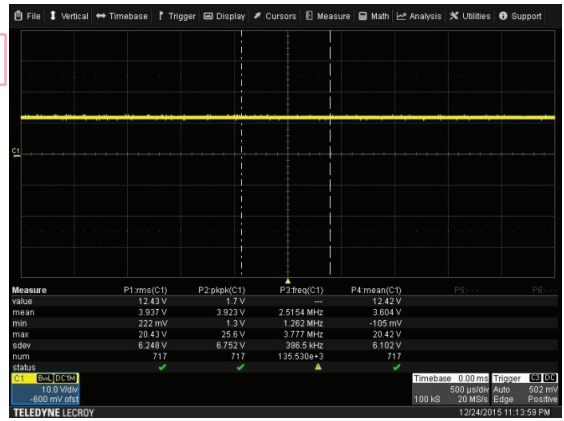 File Vertical Timebase Trigger Display Cursors Measure Math Analysis Utilities Support
C1
Measure P1:rms(C1) P2:pkpk(C1) P3:freq(C1) P4:mean(C1) P5:--- P6:---
value 12.43 V 1.7 V --- 12.42 V
mean 3.937 V 3.923 V 2.5154 MHz 3.604 V
min 222 mV 1.3 V 1.262 MHz -105 mV
max 20.43 V 25.6 V 3.777 MHz 20.42 V
sdev 6.248 V 6.752 V 396.5 kHz 6.102 V
num 717 717 135.530e+3 717
status
C1 BwL DC1M Timebase 0.00 ms Trigger C3 DC
10.0 V/div 500 µs/div Auto 502 mV
-600 mV ofst 100 kS 20 MS/s Edge Positive
TELEDYNE LECROY 12/24/2015 11:13:59 PM